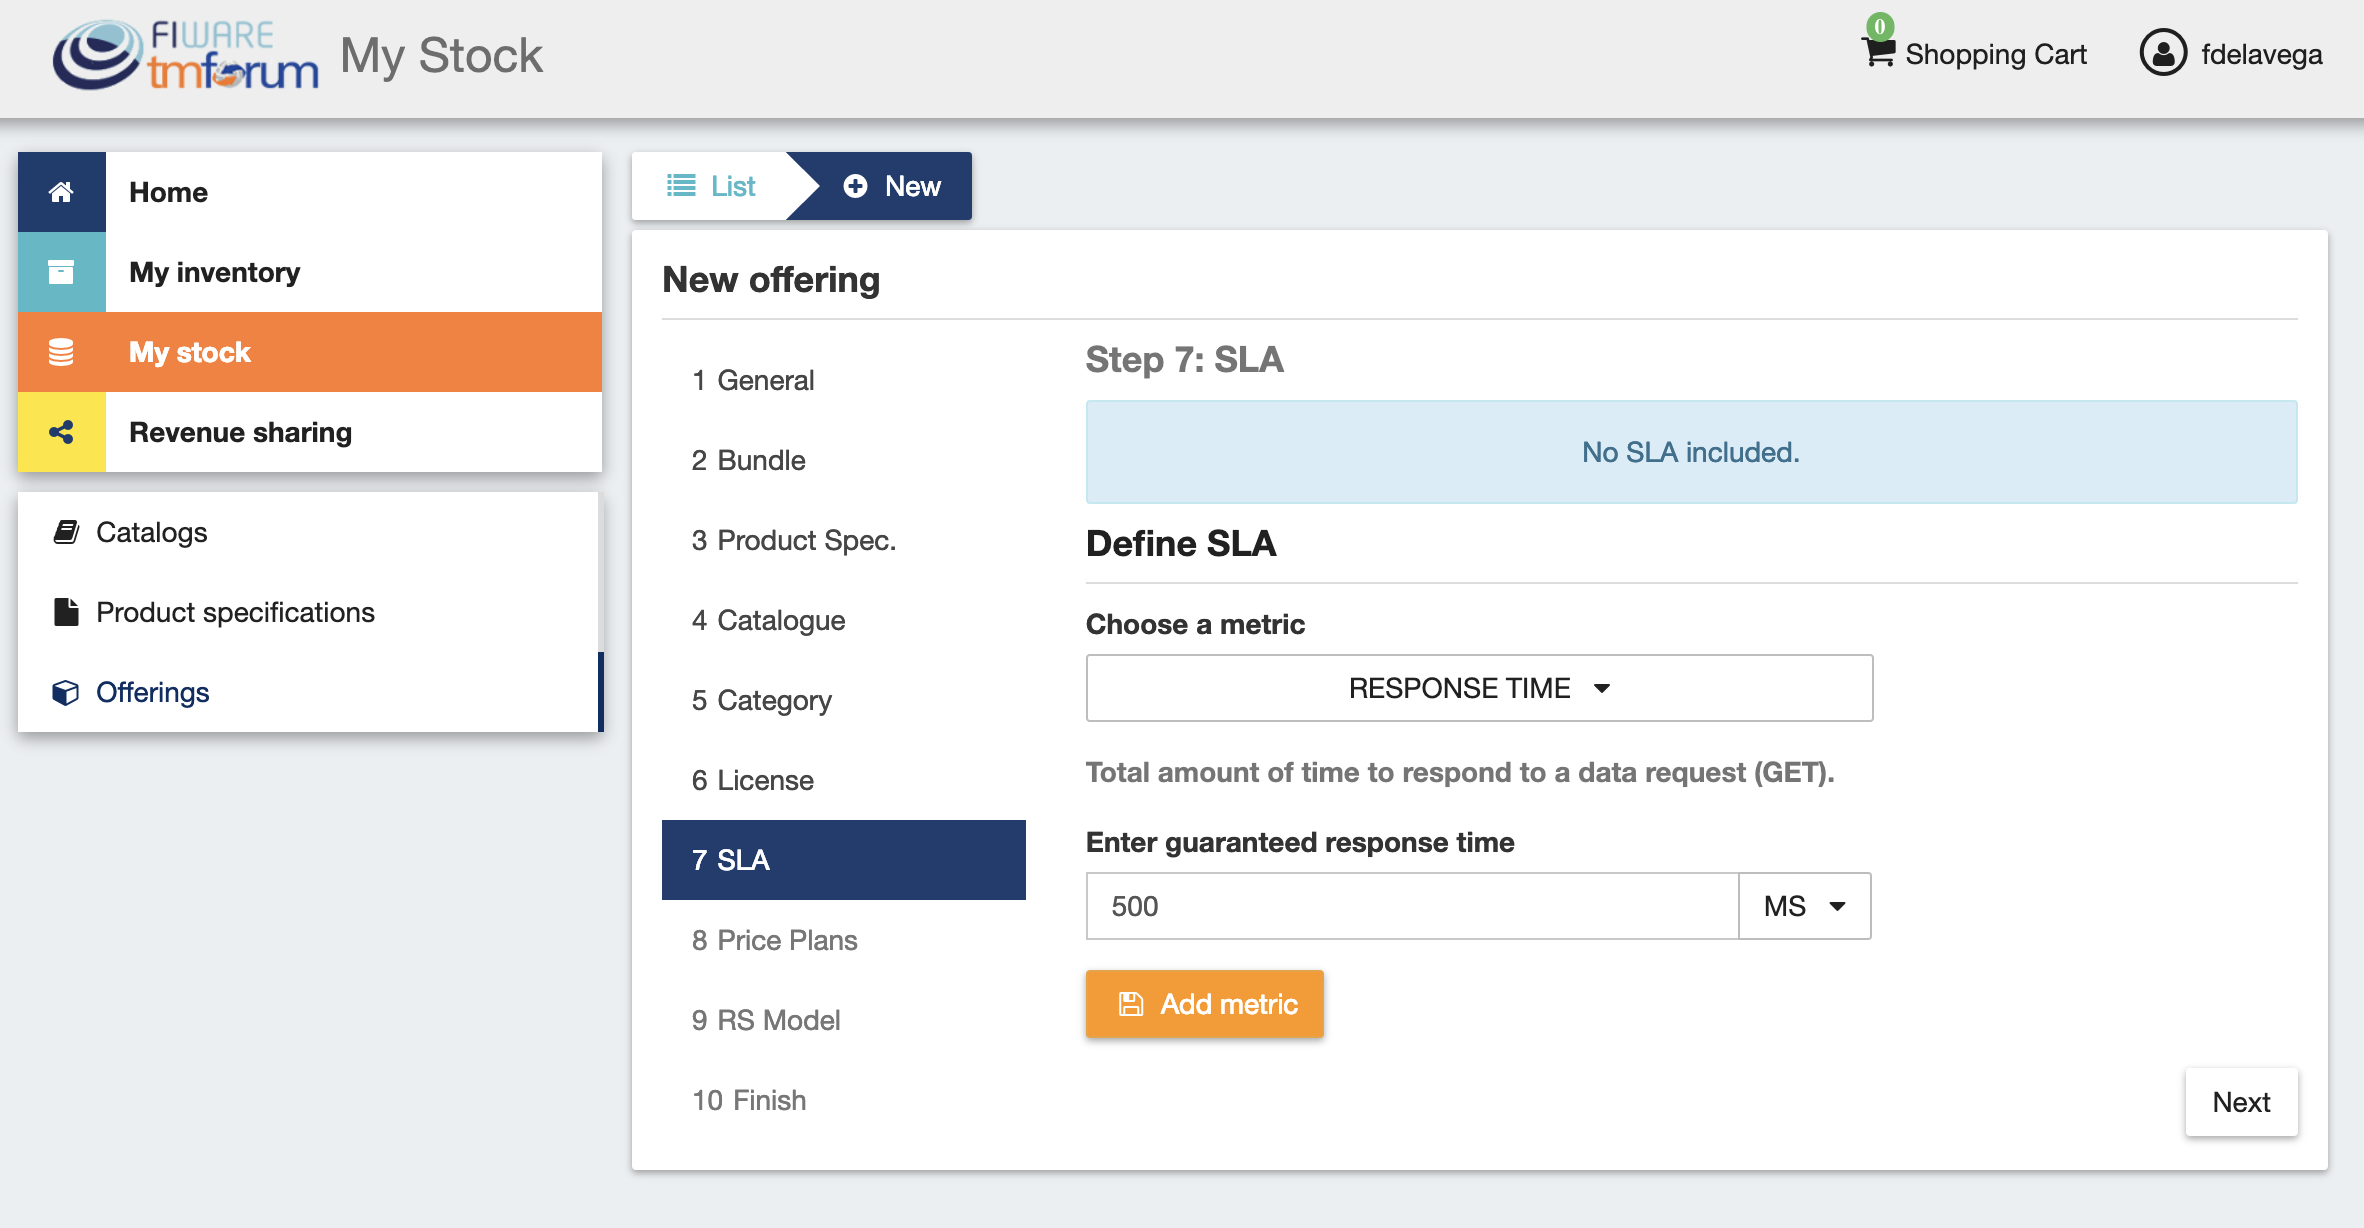 FIWARE
tmforum
My Stock
0
Shopping Cart
fdelavega
Home
My inventory
My stock
Revenue sharing
Catalogs
Product specifications
Offerings
List
New
New offering
1 General
2 Bundle
3 Product Spec.
4 Catalogue
5 Category
6 License
7 SLA
8 Price Plans
9 RS Model
10 Finish
Step 7: SLA
No SLA included.
Define SLA
Choose a metric
RESPONSE TIME
Total amount of time to respond to a data request (GET).
Enter guaranteed response time
500
MS
Add metric
Next